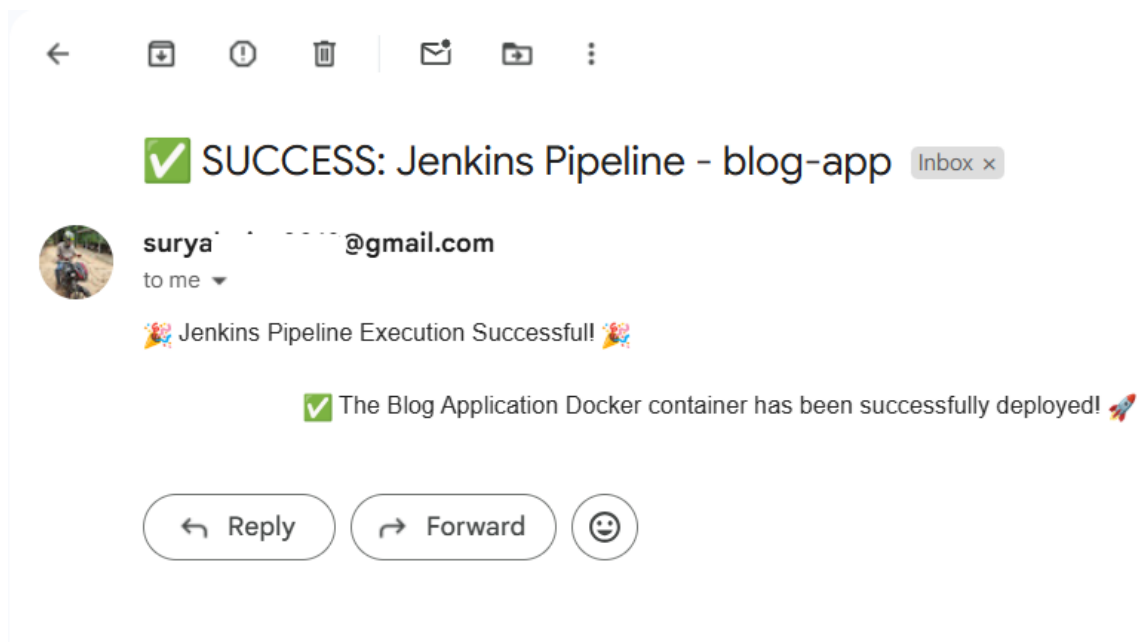 ✅ SUCCESS: Jenkins Pipeline - blog-app Inbox ×
surya @gmail.com
to me
🎉 Jenkins Pipeline Execution Successful! 🎉
✅ The Blog Application Docker container has been successfully deployed! 🚀
Reply Forward